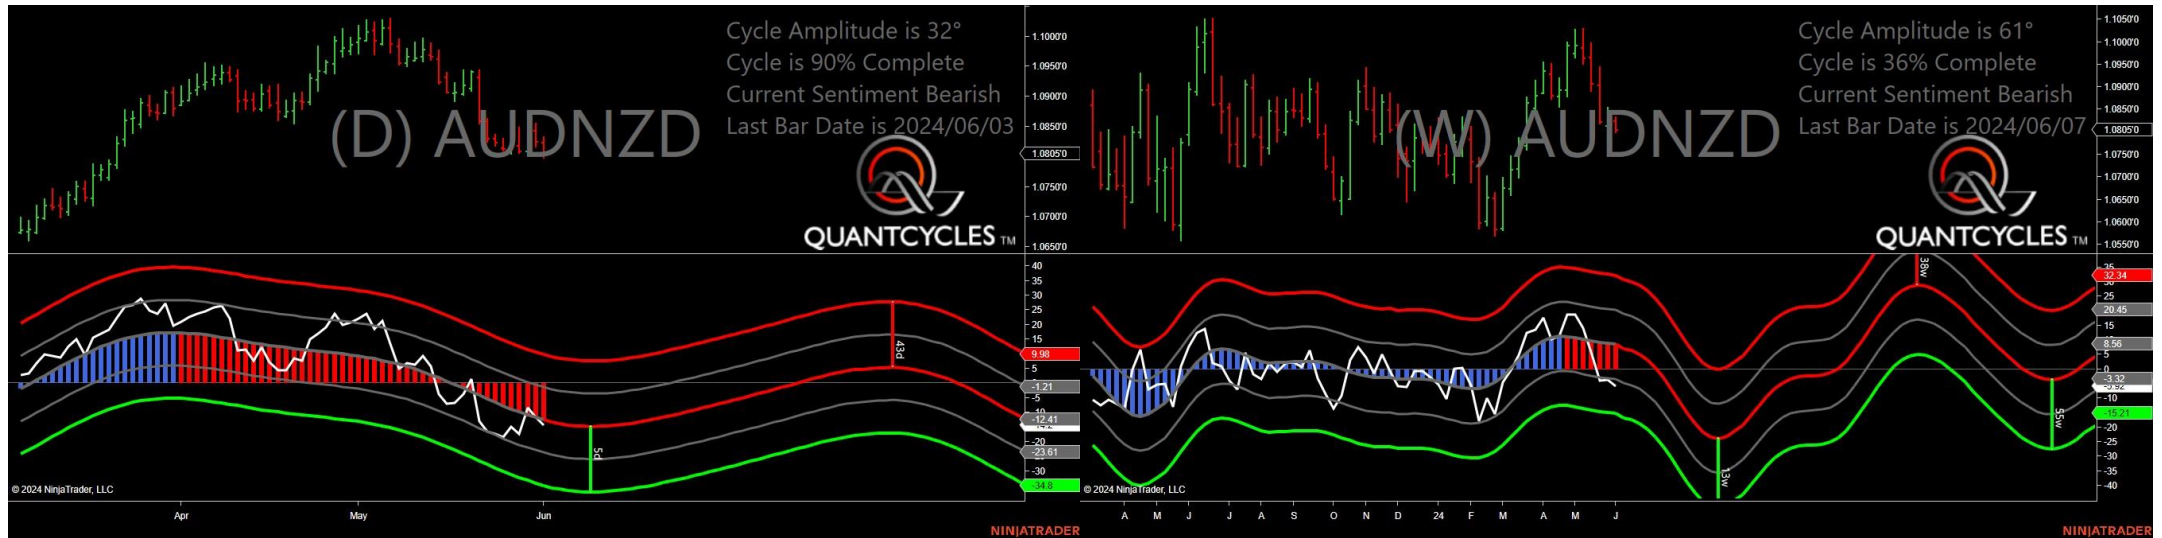 Cycle Amplitude is 32°
Cycle is 90% Complete
Current Sentiment Bearish
Last Bar Date is 2024/06/03
(D) AUDNZD
QUANTCYCLES TM
1.1000'0
1.0950'0
1.0900'0
1.0850'0
1.0805'0
1.0750'0
1.0700'0
1.0650'0
40
35
30
25
20
15
9.98
5
-1.21
-5
-10
-12.41
-20
-23.61
-30
-34.8
43d
5d
© 2024 NinjaTrader, LLC
Apr May Jun
NINJATRADER
Cycle Amplitude is 61°
Cycle is 36% Complete
Current Sentiment Bearish
Last Bar Date is 2024/06/07
(W) AUDNZD
QUANTCYCLES TM
1.1050'0
1.1000'0
1.0950'0
1.0900'0
1.0850'0
1.0805'0
1.0750'0
1.0700'0
1.0650'0
1.0600'0
1.0550'0
35
32.34
30
25
20.45
15
8.56
5
0
-3.32
-10
-15.21
-20
-25
-30
-35
-40
38w
13w
55w
© 2024 NinjaTrader, LLC
A M J J A S O N D 24 F M A M J
NINJATRADER